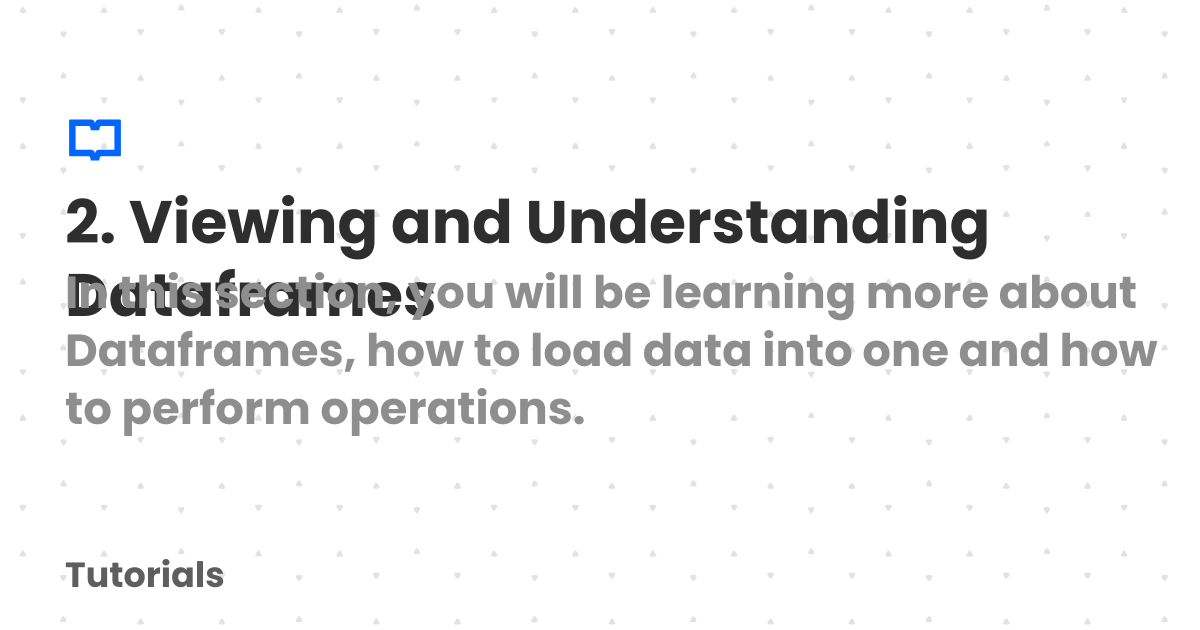 2. Viewing and Understanding
Dataframes
In this section, you will be learning more about
Dataframes, how to load data into one and how
to perform operations.
Tutorials